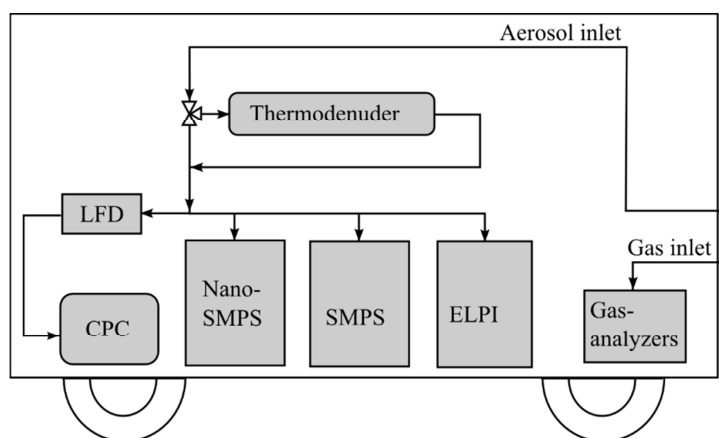 Aerosol inlet
Thermodenuder
LFD
Gas inlet
Nano-
SMPS
SMPS
ELPI
Gas-
analyzers
CPC